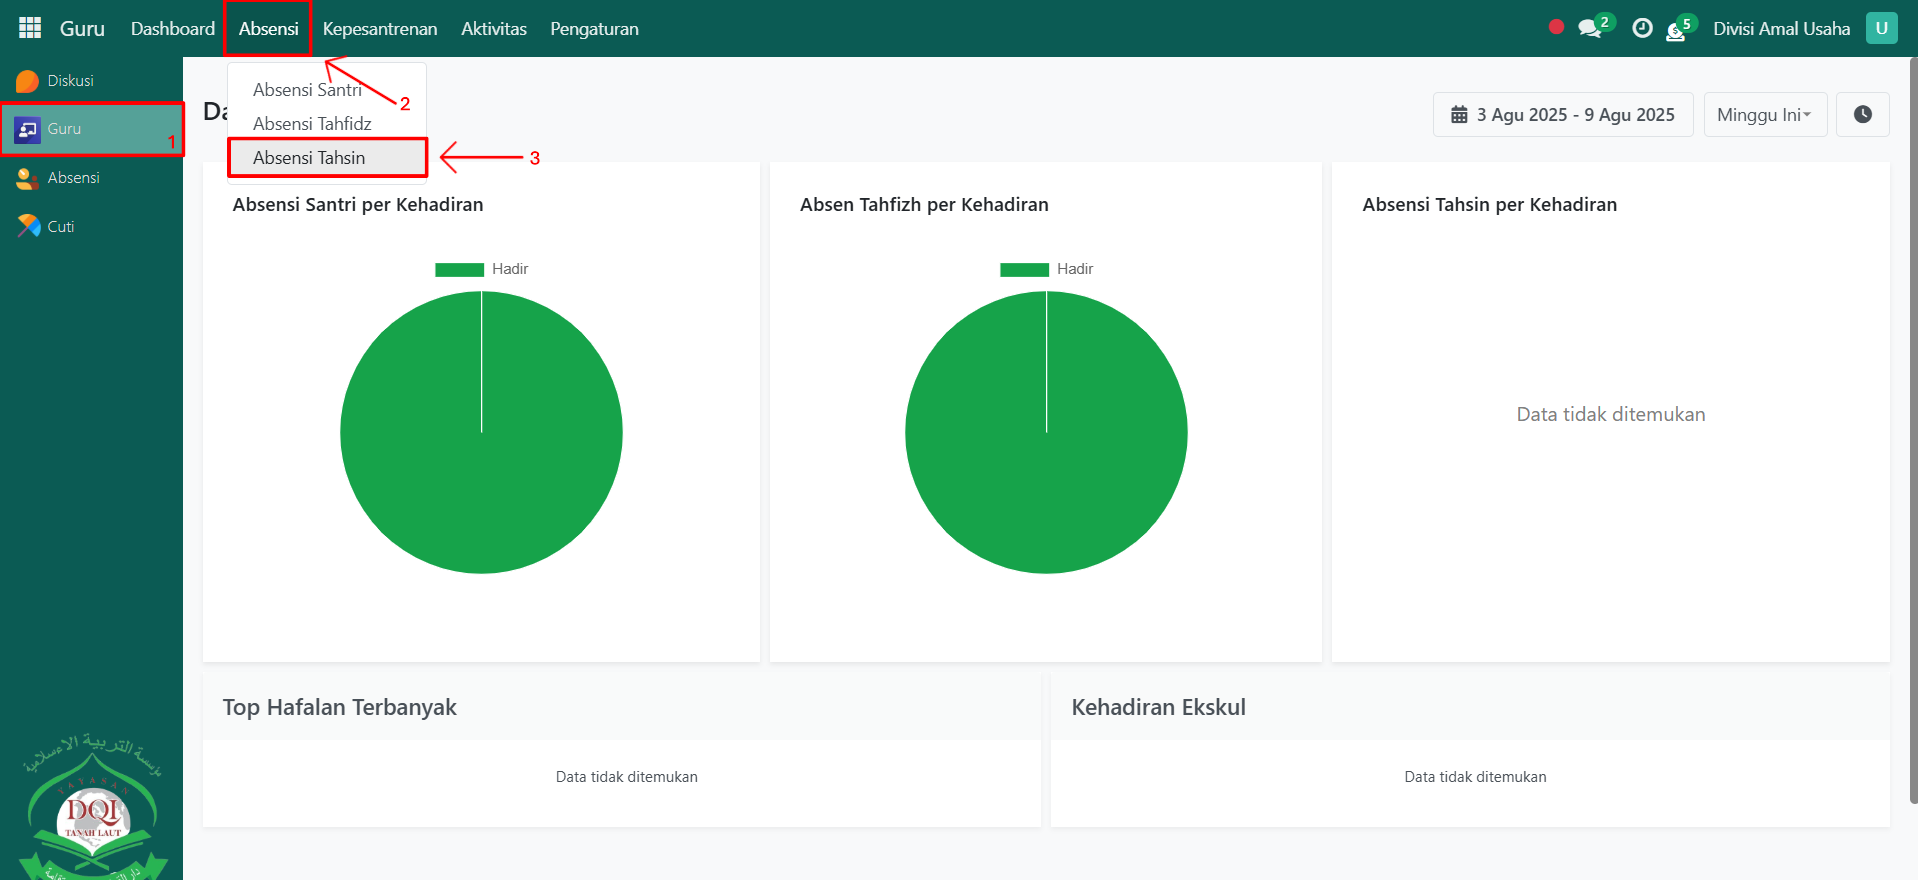 Guru
Dashboard
Absensi
Kepesantrenan
Aktivitas
Pengaturan
2
5
Divisi Amal Usaha
U
Diskusi
Guru
1
Absensi
Cuti
Absensi Santri
2
Absensi Tahfidz
Absensi Tahsin
3
Da
3 Agu 2025 - 9 Agu 2025
Minggu Ini
Absensi Santri per Kehadiran
Hadir
Absen Tahfizh per Kehadiran
Hadir
Absensi Tahsin per Kehadiran
Data tidak ditemukan
Top Hafalan Terbanyak
Data tidak ditemukan
Kehadiran Ekskul
Data tidak ditemukan
مؤسسة التربية الإسلامية
YAYASAN
DQL
TANAH LAUT